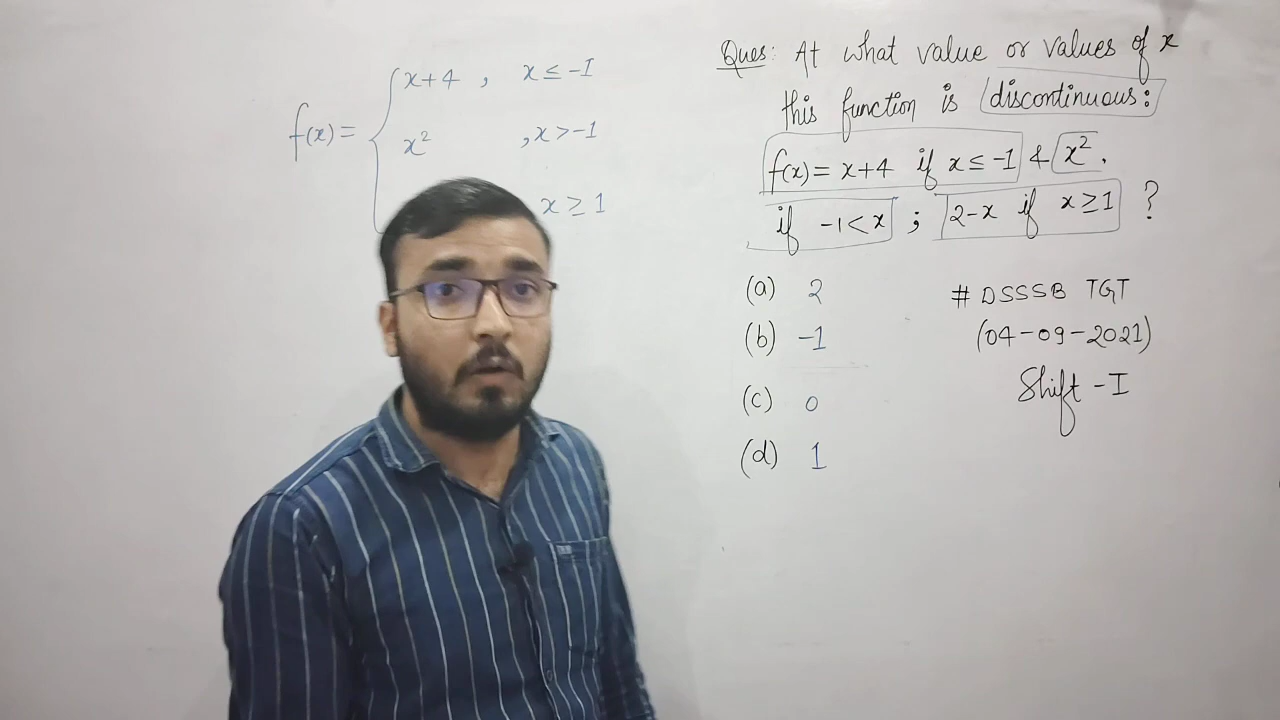 Ques: At what value or values of x
this function is discontinuous:
f(x) = x+4 if x ≤ -1 & x².
if -1 < x ; 2-x if x ≥ 1 ?
(a) 2
(b) -1
(c) 0
(d) 1
# DSSSB TGT
(04-09-2021)
Shift - I
x+4 , x ≤ -1
f(x) = { x² , x > -1
x ≥ 1